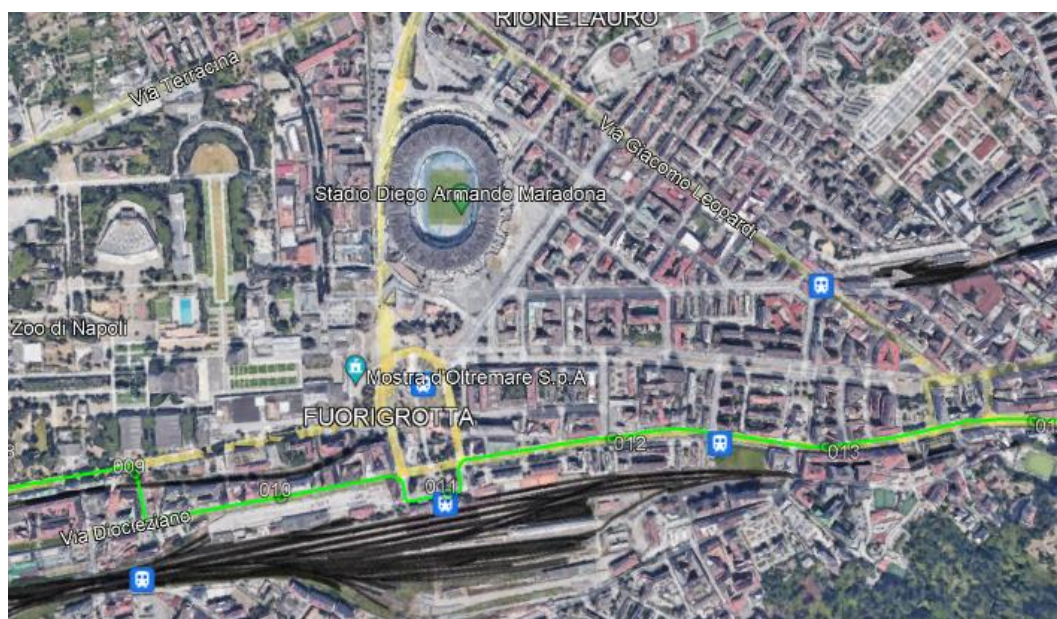 RIONE LAURO
Via Terracina
Via Giacomo Leopardi
Stadio Diego Armando Maradona
Zoo di Napoli
Mostra d'Oltremare S.p.A
FUORIGROTTA
009
010
011
012
013
Via Diocleziano